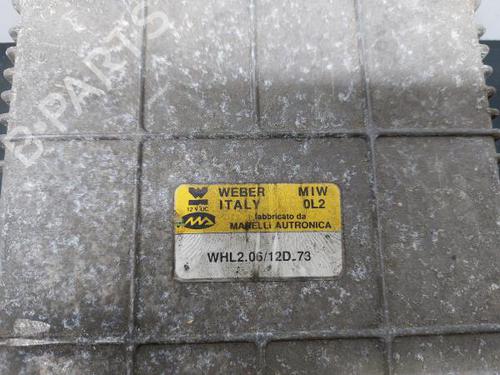 B-PARTS
WEBER MIW
ITALY 0L2
12 V DC
fabbricato da
MARELLI AUTRONICA
WHL2.06/12D.73